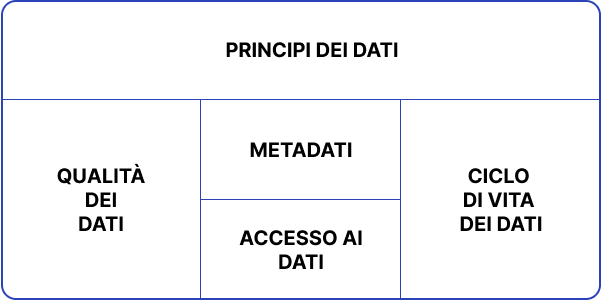 PRINCIPI DEI DATI
QUALITÀ
DEI
DATI
METADATI
ACCESSO AI
DATI
CICLO
DI VITA
DEI DATI